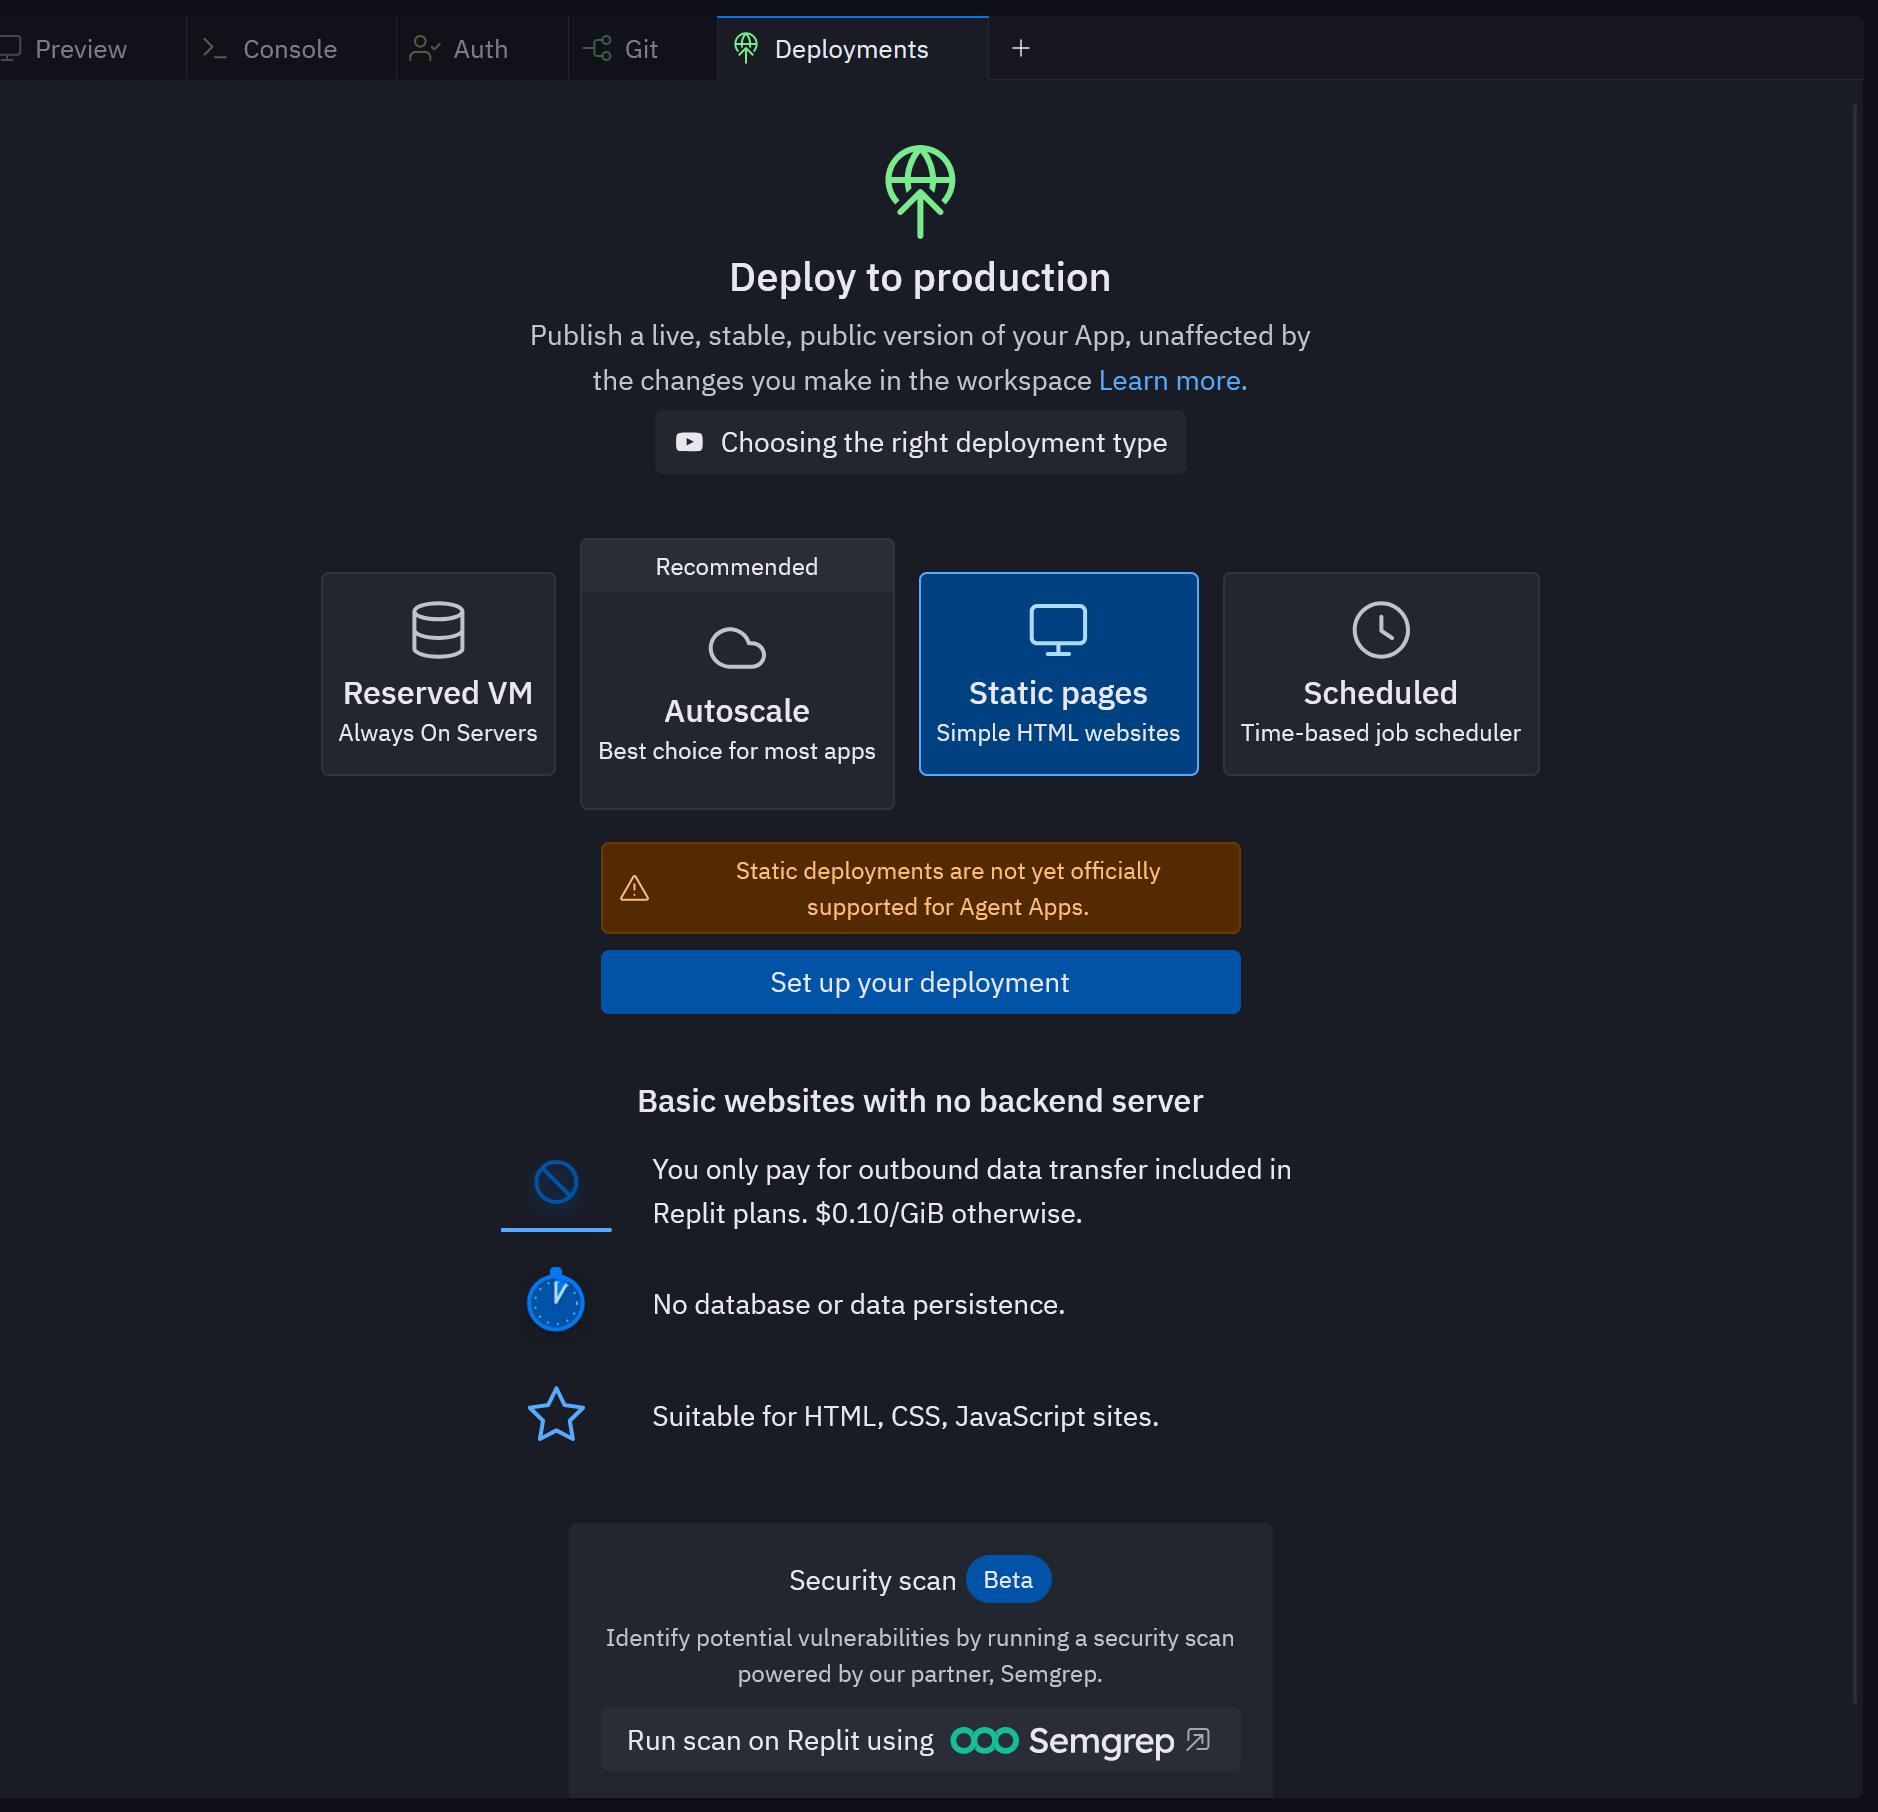 Preview
Console
Auth
Git
Deployments
Deploy to production
Publish a live, stable, public version of your App, unaffected by
the changes you make in the workspace Learn more.
Choosing the right deployment type
Reserved VM
Always On Servers
Recommended
Autoscale
Best choice for most apps
Static pages
Simple HTML websites
Scheduled
Time-based job scheduler
Static deployments are not yet officially
supported for Agent Apps.
Set up your deployment
Basic websites with no backend server
You only pay for outbound data transfer included in
Replit plans. $0.10/GiB otherwise.
No database or data persistence.
Suitable for HTML, CSS, JavaScript sites.
Security scan Beta
Identify potential vulnerabilities by running a security scan
powered by our partner, Semgrep.
Run scan on Replit using Semgrep